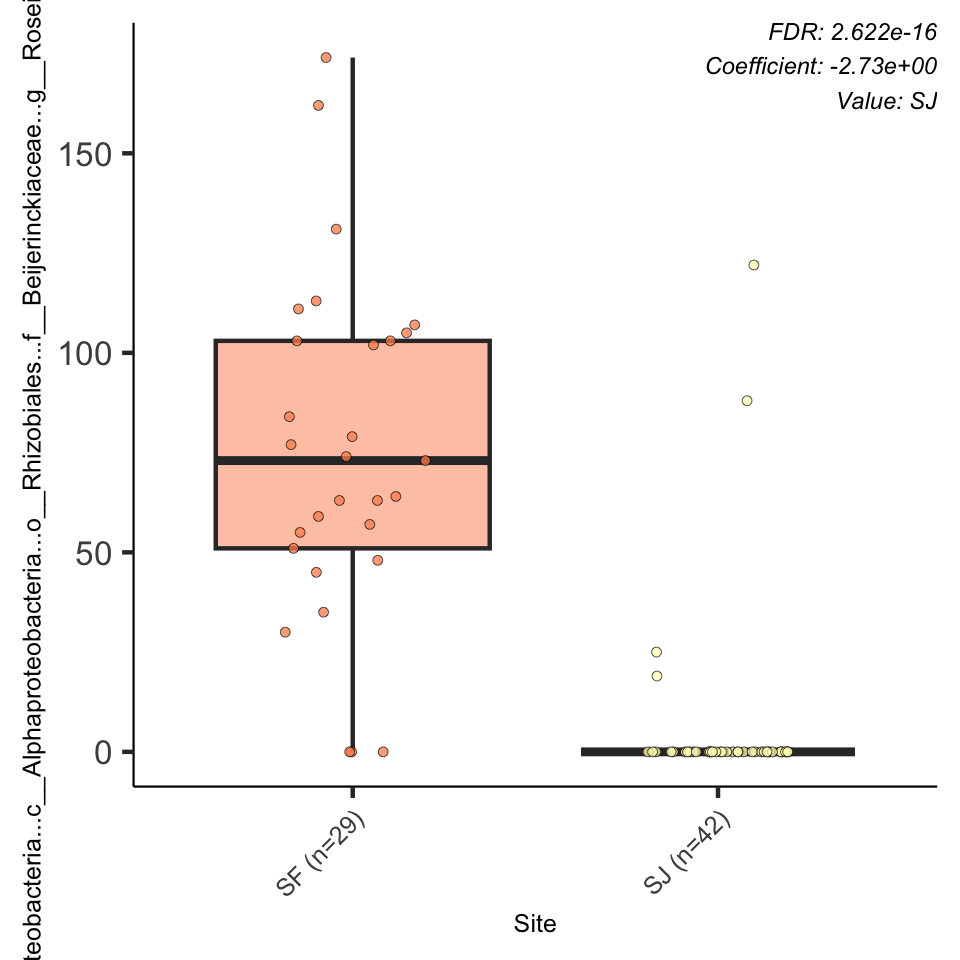 FDR: 2.622e-16
Coefficient: -2.73e+00
Value: SJ
teobacteria...c__Alphaproteobacteria...o__Rhizobiales...f__Beijerinckiaceae...g__Rosei
150
100
50
0
SF (n=29)
SJ (n=42)
Site